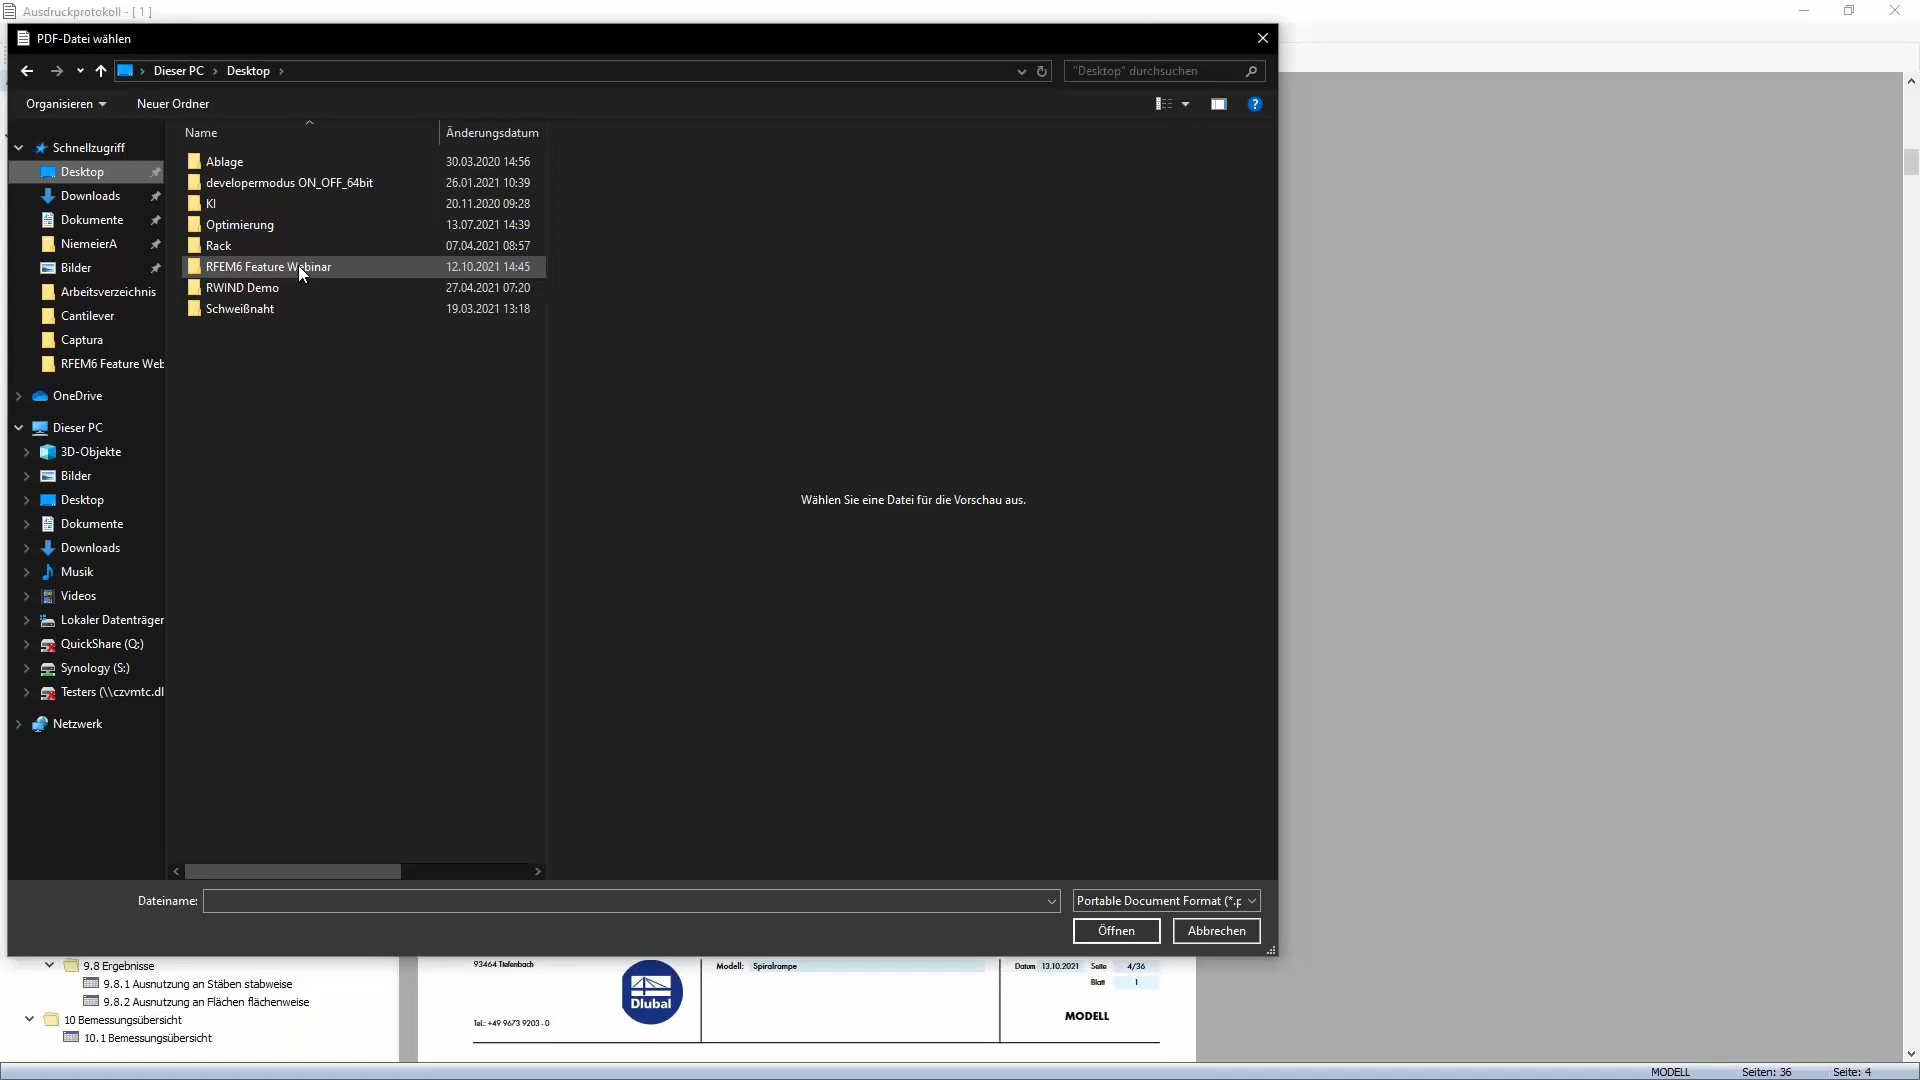 Ausdruckprotokoll - [ 1 ]
PDF-Datei wählen
Dieser PC
Desktop
"Desktop" durchsuchen
Organisieren
Neuer Ordner
?
Name
Änderungsdatum
Schnellzugriff
Desktop
Downloads
Dokumente
NiemeierA
Bilder
Arbeitsverzeichnis
Cantilever
Captura
RFEM6 Feature Web
OneDrive
Dieser PC
3D-Objekte
Bilder
Desktop
Dokumente
Downloads
Musik
Videos
Lokaler Datenträger
QuickShare (Q:)
Synology (S:)
Testers (\\czvmtc.dl
Netzwerk
Ablage 30.03.2020 14:56
developermodus ON_OFF_64bit 26.01.2021 10:39
KI 20.11.2020 09:28
Optimierung 13.07.2021 14:39
Rack 07.04.2021 08:57
RFEM6 Feature Webinar 12.10.2021 14:45
RWIND Demo 27.04.2021 07:20
Schweißnaht 19.03.2021 13:18
Wählen Sie eine Datei für die Vorschau aus.
Dateiname:
Portable Document Format (*.p
Öffnen
Abbrechen
9.8 Ergebnisse
9.8.1 Ausnutzung an Stäben stabweise
9.8.2 Ausnutzung an Flächen flächenweise
10 Bemessungsübersicht
10.1 Bemessungsübersicht
93464 Tiefenbach
Tel.: +49 9673 9203 - 0
Dlubal
Modell: Spiralrampe
Datum 13.10.2021 Seite 4/36
Blatt 1
MODELL
MODELL Seiten: 36 Seite: 4